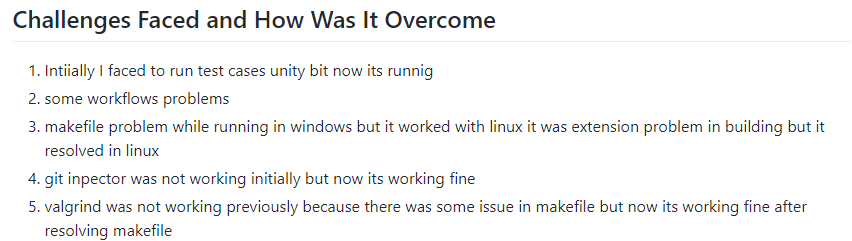 Challenges Faced and How Was It Overcome
1. Intiially I faced to run test cases unity bit now its runnig
2. some workflows problems
3. makefile problem while running in windows but it worked with linux it was extension problem in building but it
resolved in linux
4. git inpector was not working initially but now its working fine
5. valgrind was not working previously because there was some issue in makefile but now its working fine after
resolving makefile